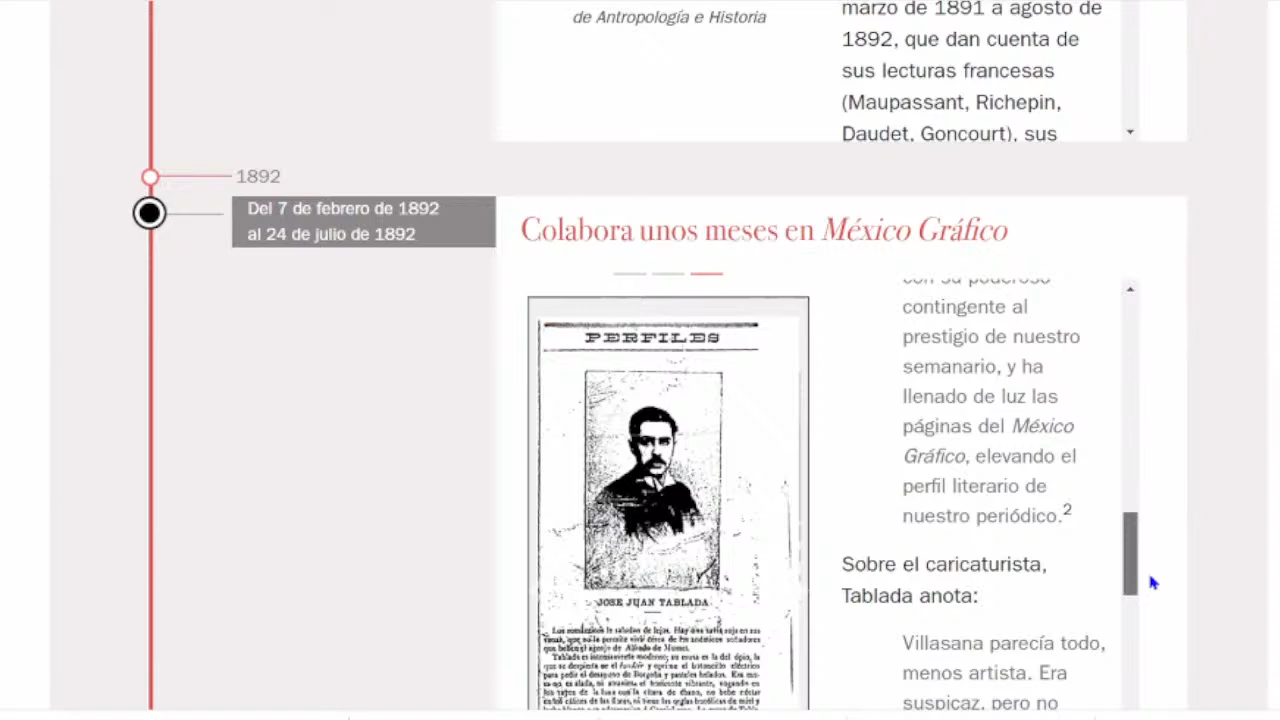 de Antropología e Historia
marzo de 1891 a agosto de
1892, que dan cuenta de
sus lecturas francesas
(Maupassant, Richepin,
Daudet, Goncourt), sus
1892
Del 7 de febrero de 1892
al 24 de julio de 1892
Colabora unos meses en México Gráfico
con su poderoso
contingente al
prestigio de nuestro
semanario, y ha
llenado de luz las
páginas del México
Gráfico, elevando el
perfil literario de
nuestro periódico.2
Sobre el caricaturista,
Tablada anota:
Villasana parecía todo,
menos artista. Era
suspicaz, pero no
PERFILES
JOSE JUAN TABLADA